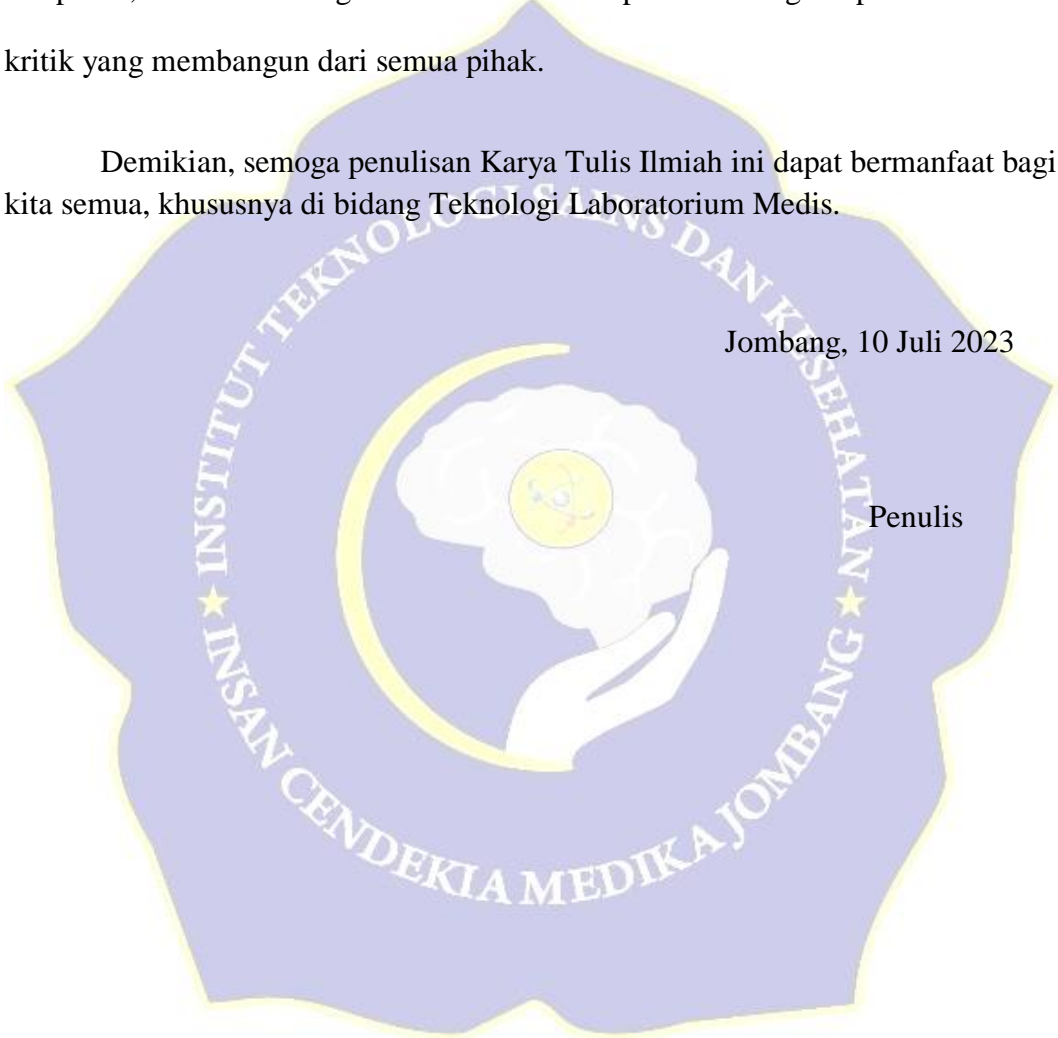 kritik yang membangun dari semua pihak.
Demikian, semoga penulisan Karya Tulis Ilmiah ini dapat bermanfaat bagi
kita semua, khususnya di bidang Teknologi Laboratorium Medis.
Jombang, 10 Juli 2023
Penulis
INSTITUT TEKNOLOGI SAINS DAN KESEHATAN
INSAN CENDEKIA MEDIKA JOMBANG